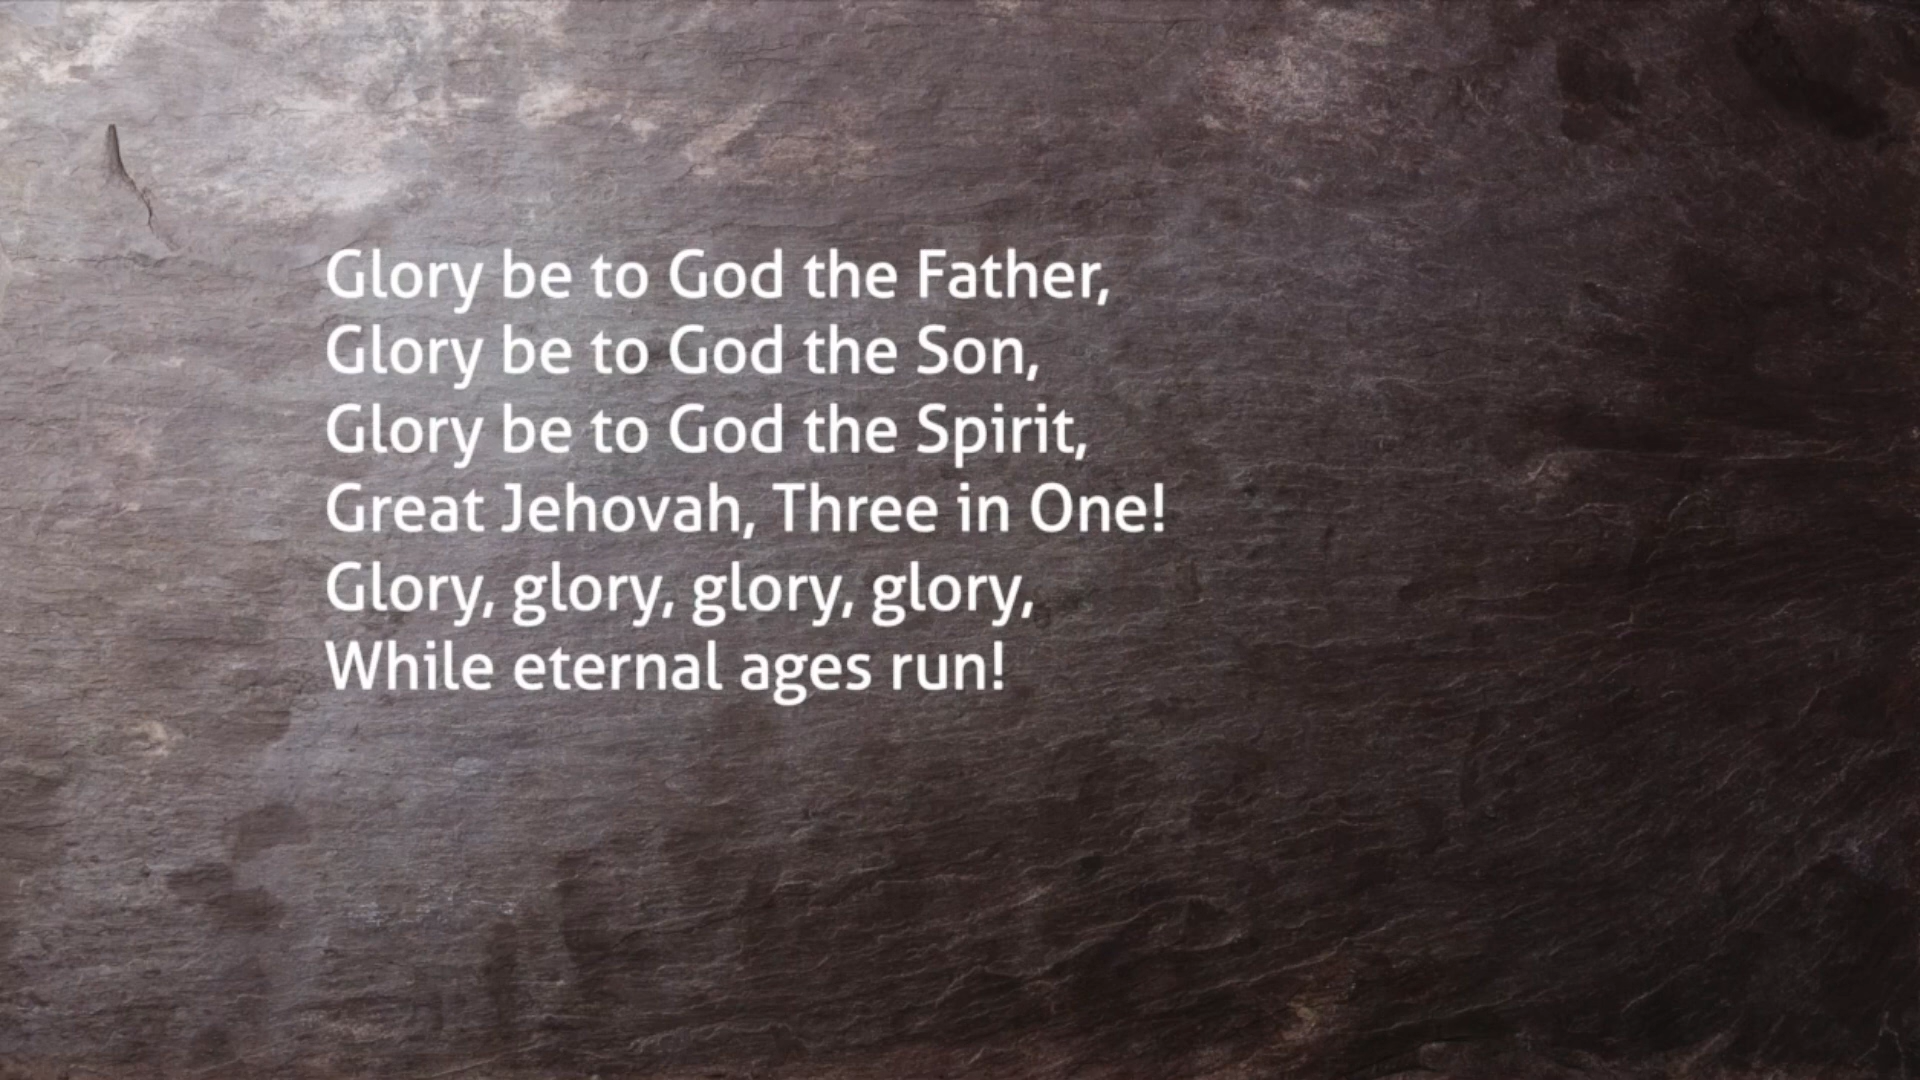 Glory be to God the Father,
Glory be to God the Son,
Glory be to God the Spirit,
Great Jehovah, Three in One!
Glory, glory, glory, glory,
While eternal ages run!